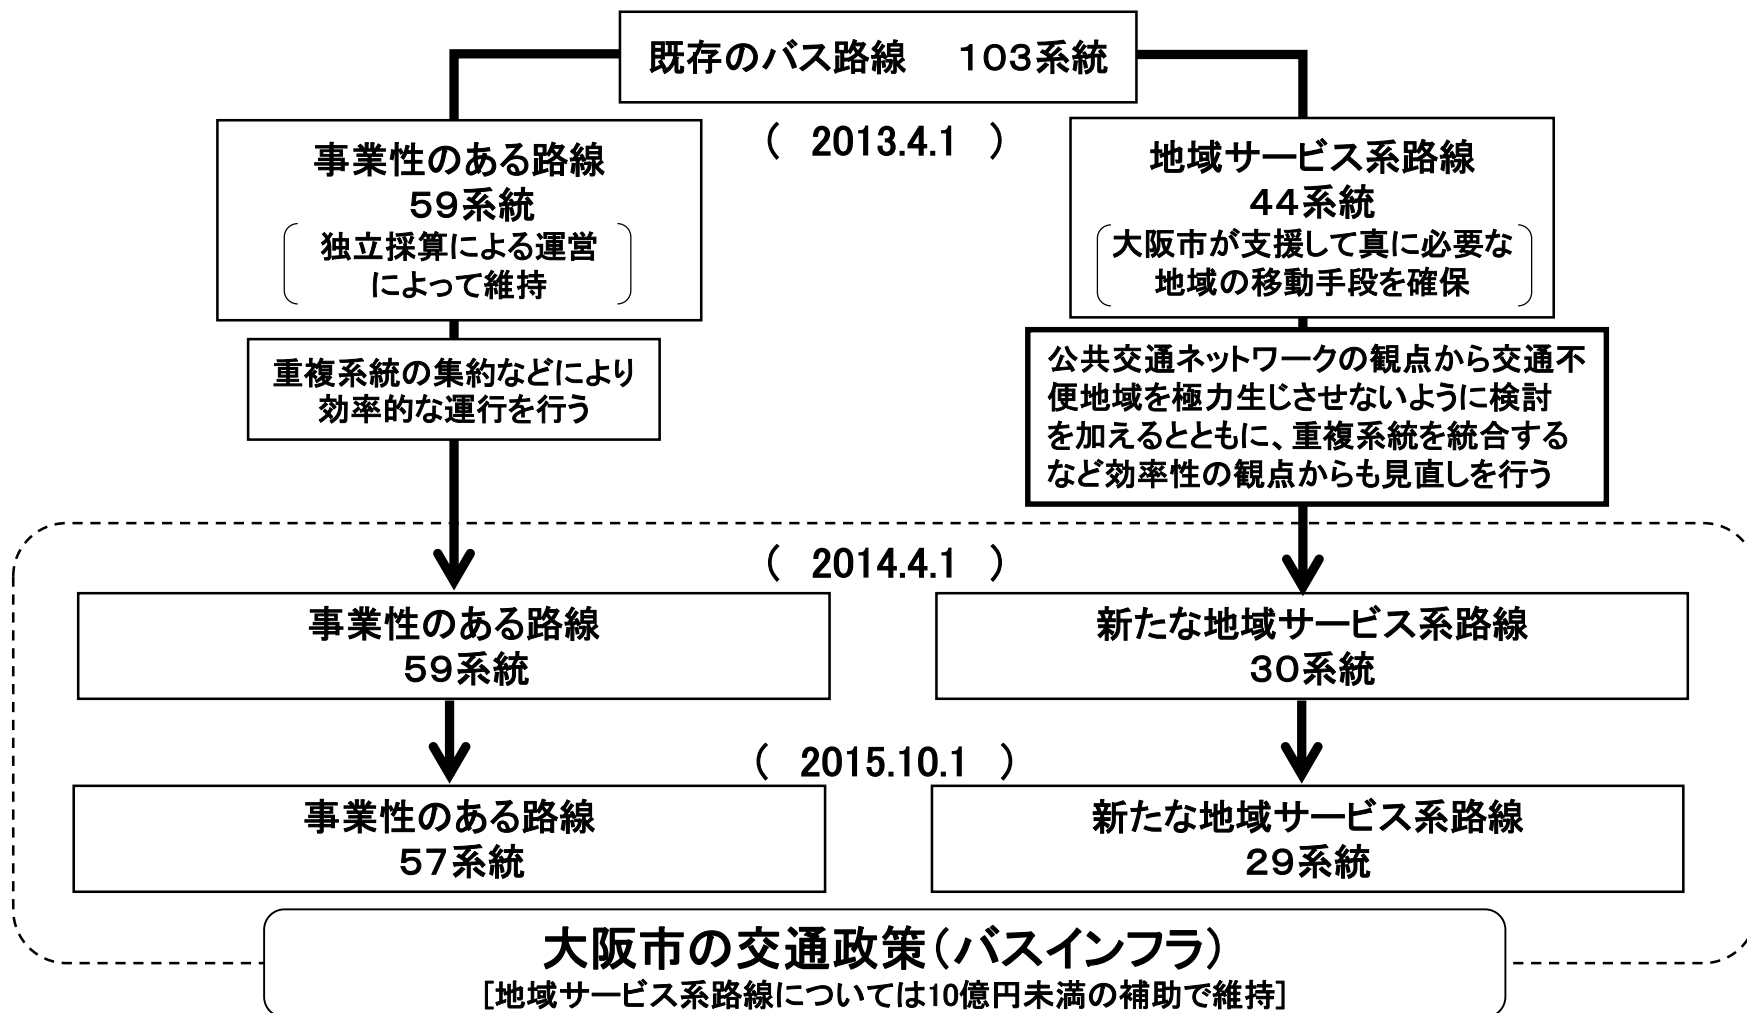 既存のバス路線　１０３系統
（ 2013.4.1 ）
事業性のある路線
５９系統
独立採算による運営
によって維持
地域サービス系路線
４４系統
大阪市が支援して真に必要な
地域の移動手段を確保
重複系統の集約などにより
効率的な運行を行う
公共交通ネットワークの観点から交通不
便地域を極力生じさせないように検討
を加えるとともに、重複系統を統合する
など効率性の観点からも見直しを行う
（ 2014.4.1 ）
事業性のある路線
５９系統
新たな地域サービス系路線
３０系統
（ 2015.10.1 ）
事業性のある路線
５７系統
新たな地域サービス系路線
２９系統
大阪市の交通政策（バスインフラ）
[地域サービス系路線については10億円未満の補助で維持]